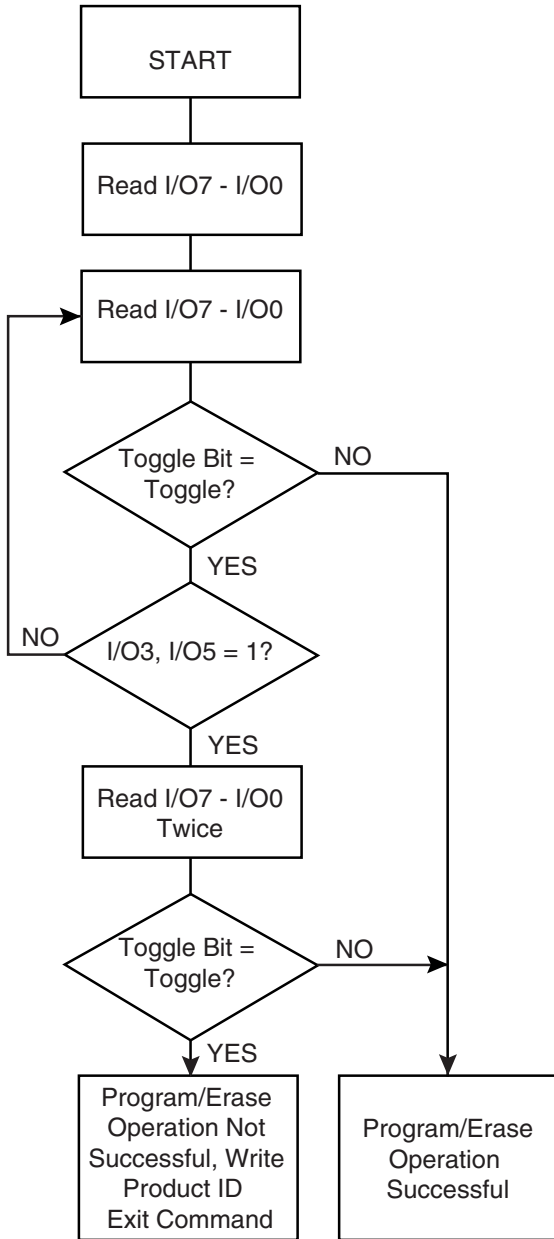 START
Read I/O7 - I/O0
Read I/O7 - I/O0
Toggle Bit =
Toggle?
NO
YES
NO
I/O3, I/O5 = 1?
YES
Read I/O7 - I/O0
Twice
Toggle Bit =
Toggle?
NO
YES
Program/Erase
Operation Not
Successful, Write
Product ID
Exit Command
Program/Erase
Operation
Successful